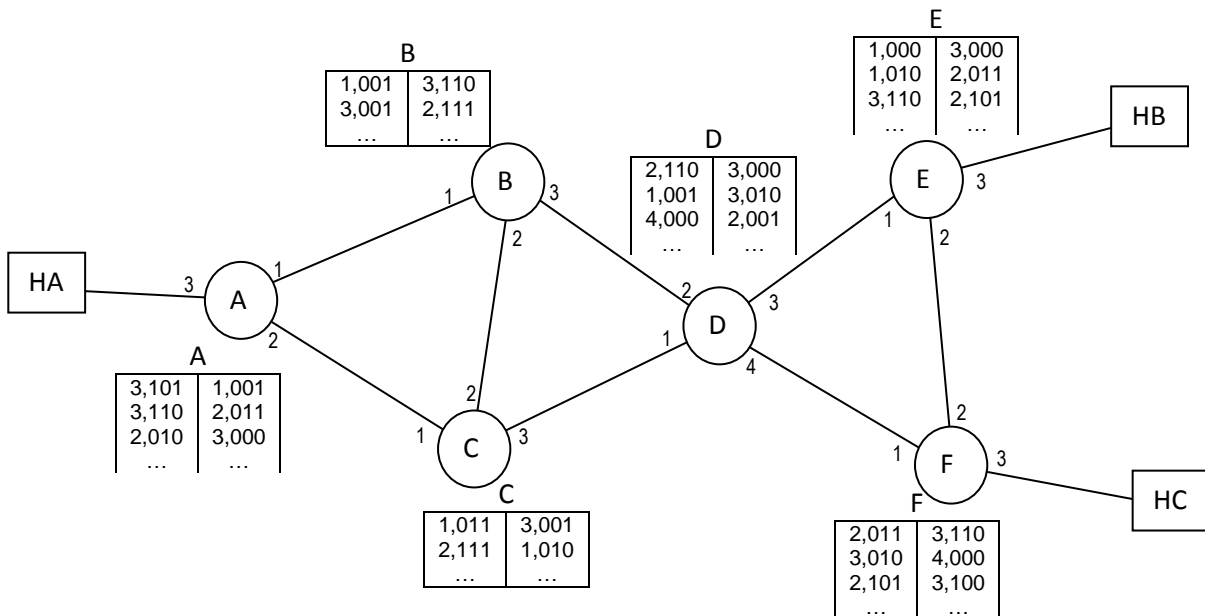 E
1,000 3,000
1,010 2,011
3,110 2,101
… …
B
1,001 3,110
3,001 2,111
… …
HB
D
2,110 3,000
1,001 3,010
4,000 2,001
… …
B
1
3
2
E
1
3
2
HA
3
A
1
2
D
2
3
1
4
A
3,101 1,001
3,110 2,011
2,010 3,000
… …
C
1
2
3
F
1
2
3
HC
C
1,011 3,001
2,111 1,010
… …
F
2,011 3,110
3,010 4,000
2,101 3,100
… …